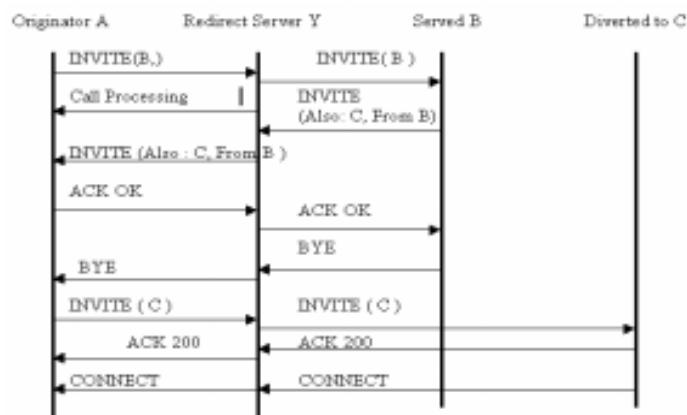 Originator A Redirect Server Y Served B Diverted to C
INVITE(B,) INVITE( B )
Call Processing INVITE
(Also: C, From B)
INVITE (Also : C, From B )
ACK OK
ACK OK
BYE
BYE
INVITE ( C ) INVITE ( C )
ACK 200 ACK 200
CONNECT CONNECT